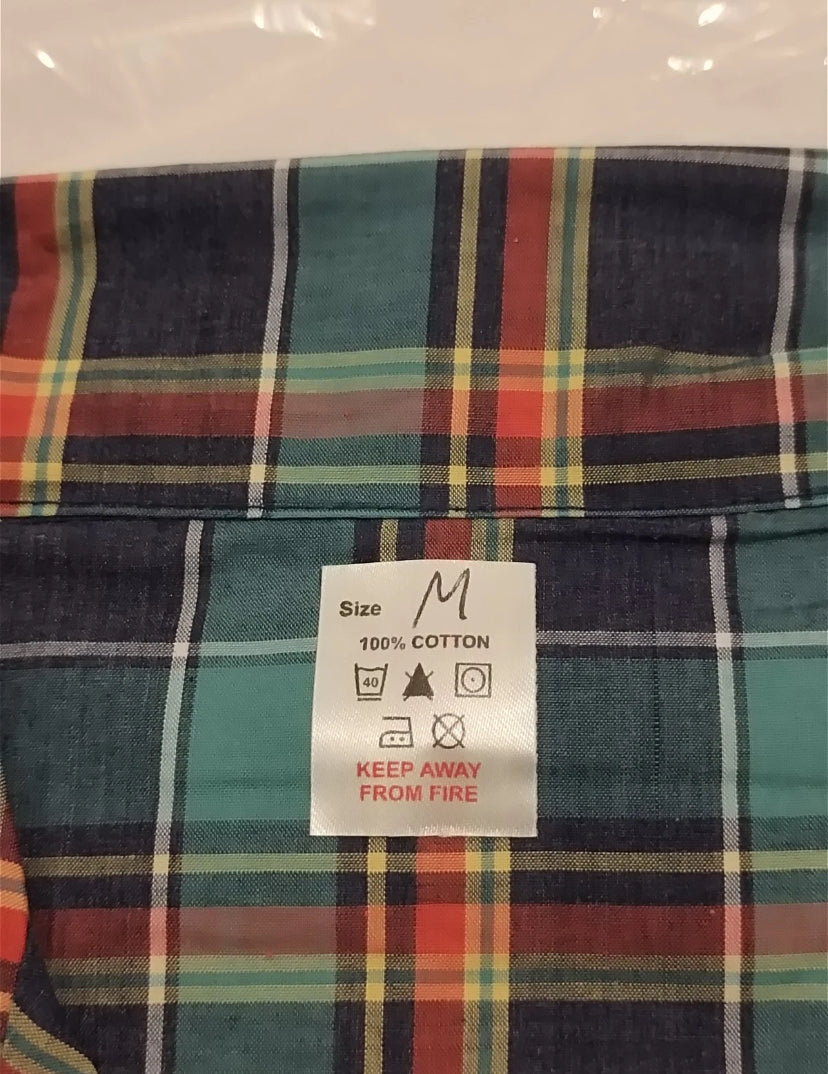 Size M
100% COTTON
40
KEEP AWAY
FROM FIRE